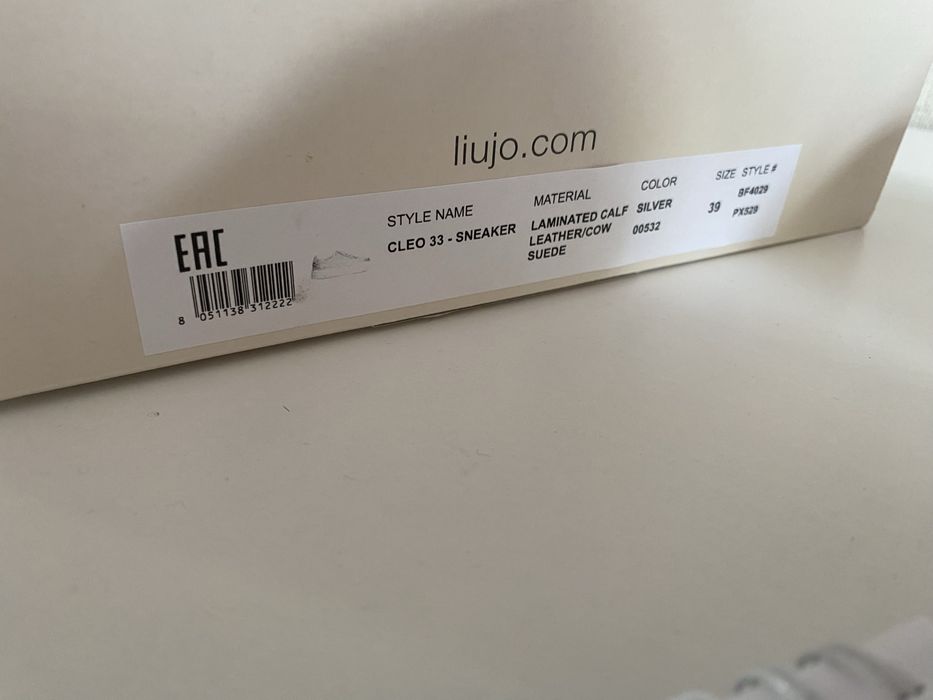 liujo.com
EAC
8 051138 312222
STYLE NAME
CLEO 33 - SNEAKER
MATERIAL
LAMINATED CALF
LEATHER/COW
SUEDE
COLOR
SILVER
00532
SIZE
39
STYLE #
BF4029
PX529